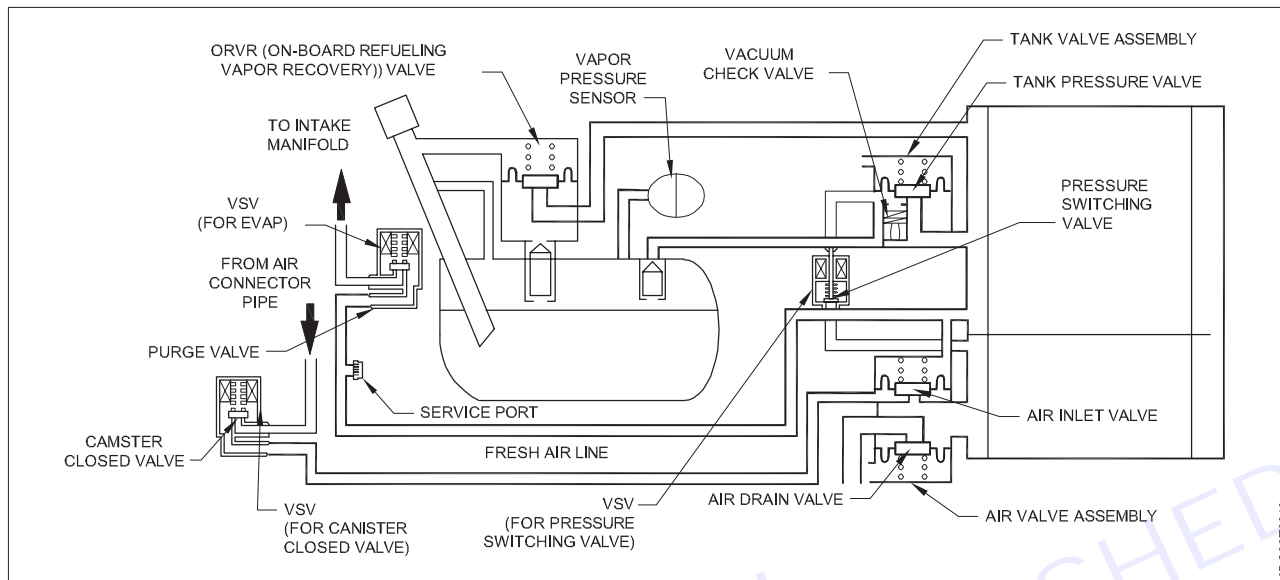 ORVR (ON-BOARD REFUELING
VAPOR RECOVERY)) VALVE
VAPOR
PRESSURE
SENSOR
VACUUM
CHECK VALVE
TANK VALVE ASSEMBLY
TANK PRESSURE VALVE
TO INTAKE
MANIFOLD
PRESSURE
SWITCHING
VALVE
VSV
(FOR EVAP)
FROM AIR
CONNECTOR
PIPE
PURGE VALVE
SERVICE PORT
AIR INLET VALVE
CAMSTER
CLOSED VALVE
FRESH AIR LINE
VSV
(FOR CANISTER
CLOSED VALVE)
VSV
(FOR PRESSURE
SWITCHING VALVE)
AIR DRAIN VALVE
AIR VALVE ASSEMBLY
SHED